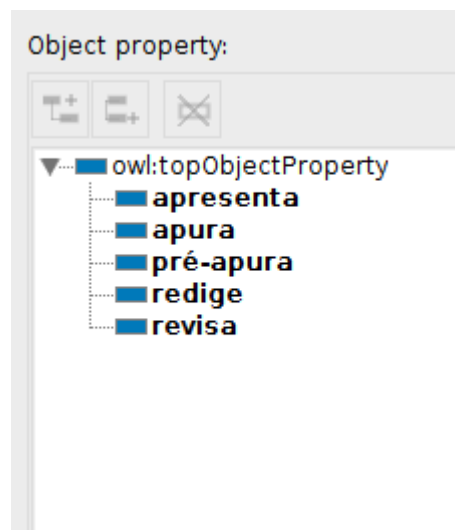 Object property:
owl:topObjectProperty
apresenta
apura
pré-apura
redige
revisa